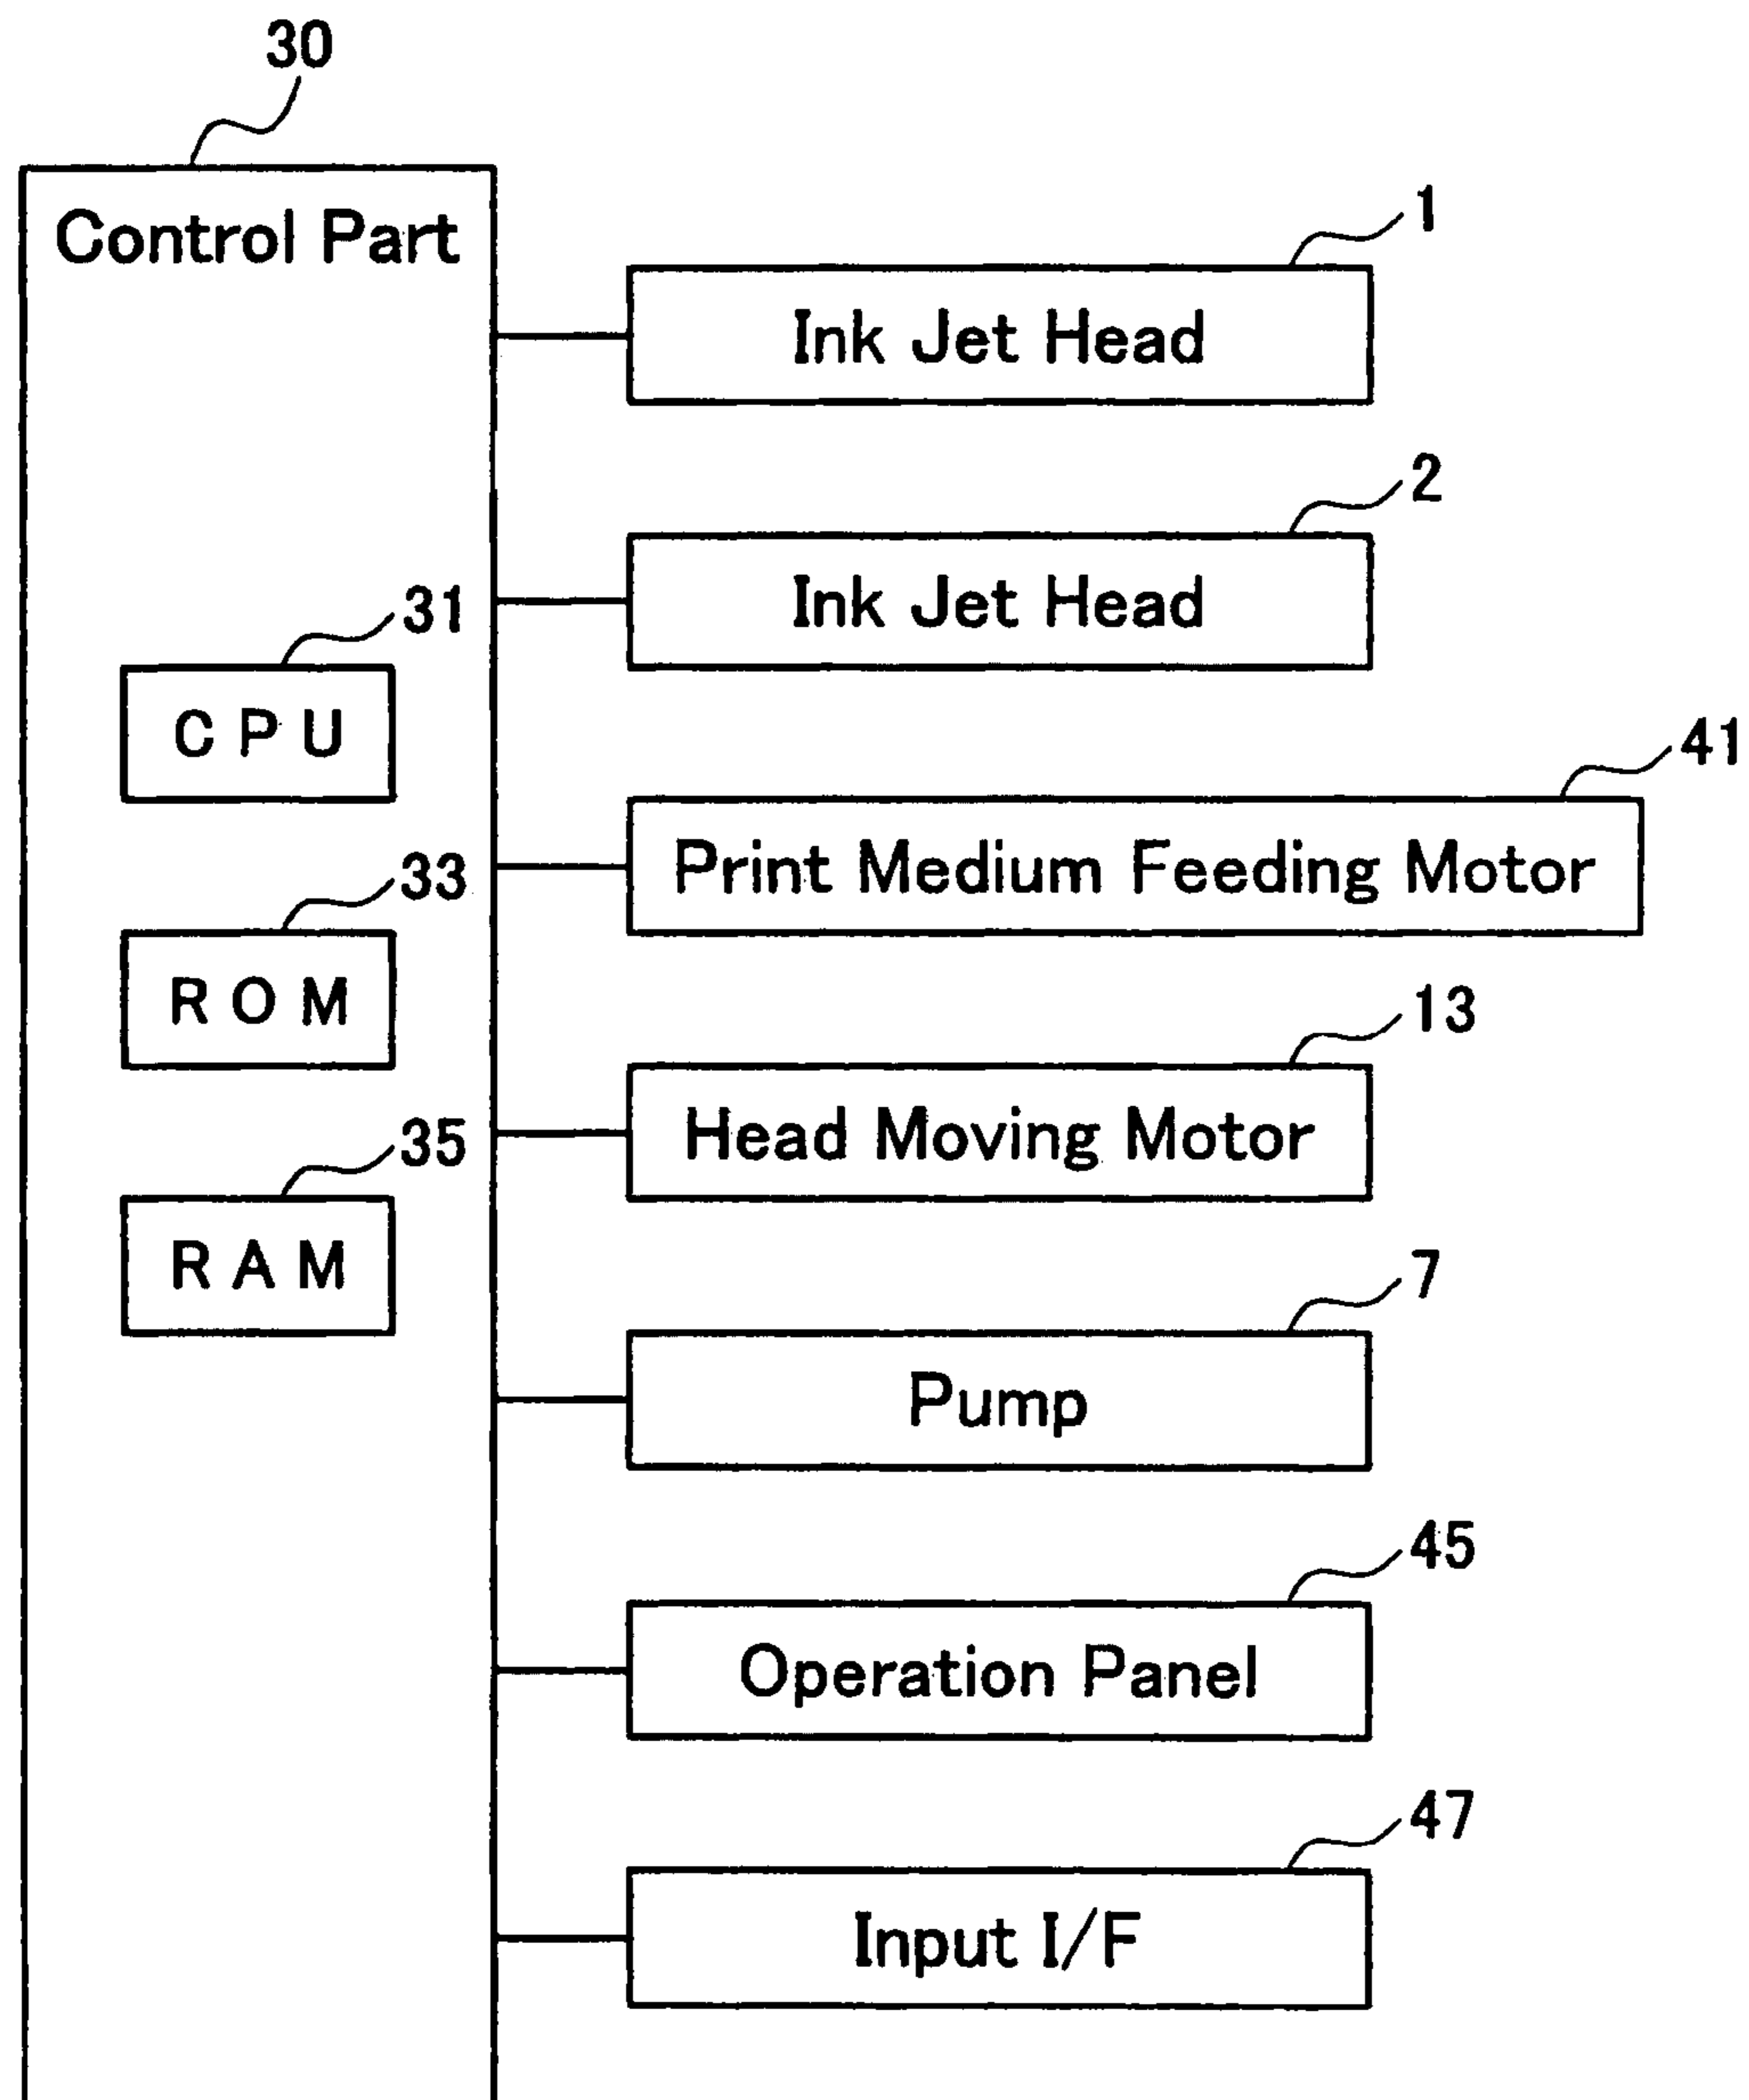 30
Control Part
1
Ink Jet Head
2
Ink Jet Head
31
CPU
41
Print Medium Feeding Motor
33
ROM
13
Head Moving Motor
35
RAM
7
Pump
45
Operation Panel
47
Input I/F